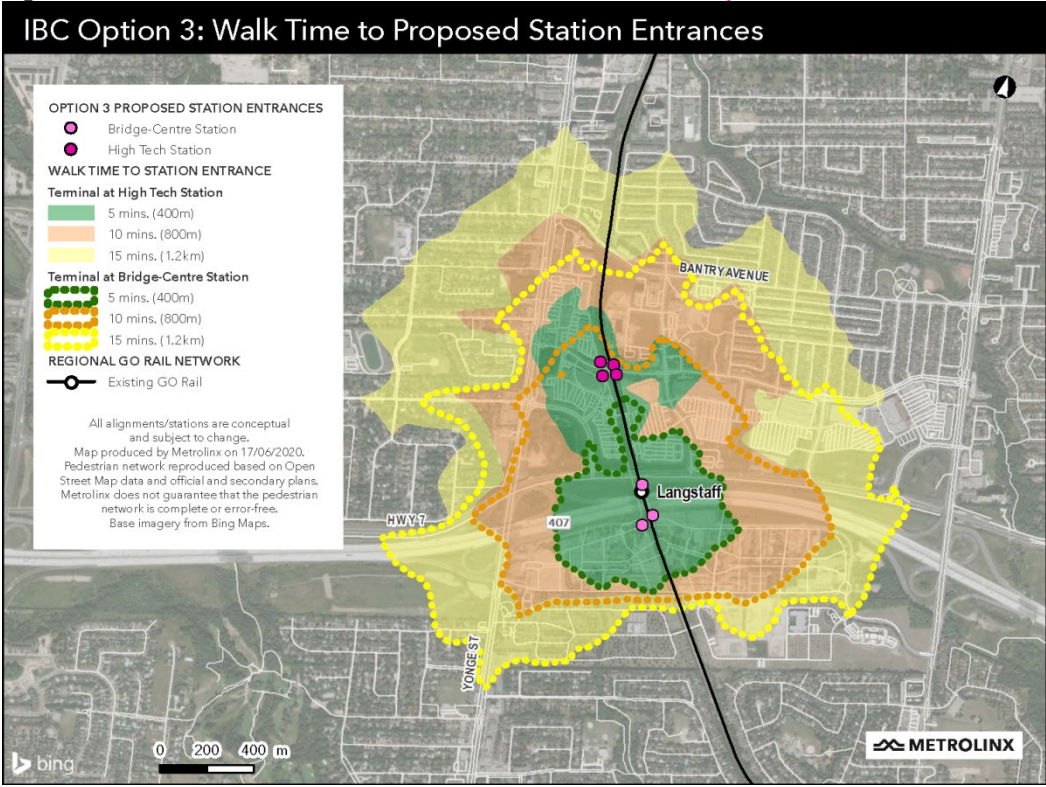 IBC Option 3: Walk Time to Proposed Station Entrances
OPTION 3 PROPOSED STATION ENTRANCES
Bridge-Centre Station
High Tech Station
WALK TIME TO STATION ENTRANCE
Terminal at High Tech Station
5 mins. (400m)
10 mins. (800m)
15 mins. (1.2km)
Terminal at Bridge-Centre Station
5 mins. (400m)
10 mins. (800m)
15 mins. (1.2km)
REGIONAL GO RAIL NETWORK
Existing GO Rail
All alignments/stations are conceptual
and subject to change.
Map produced by Metrolinx on 17/06/2020.
Pedestrian network reproduced based on Open
Street Map data and official and secondary plans.
Metrolinx does not guarantee that the pedestrian
network is complete or error-free.
Base imagery from Bing Maps.
BANTRY AVENUE
Langstaff
HWY 7
407
YONGE ST
0 200 400 m
bing
METROLINX